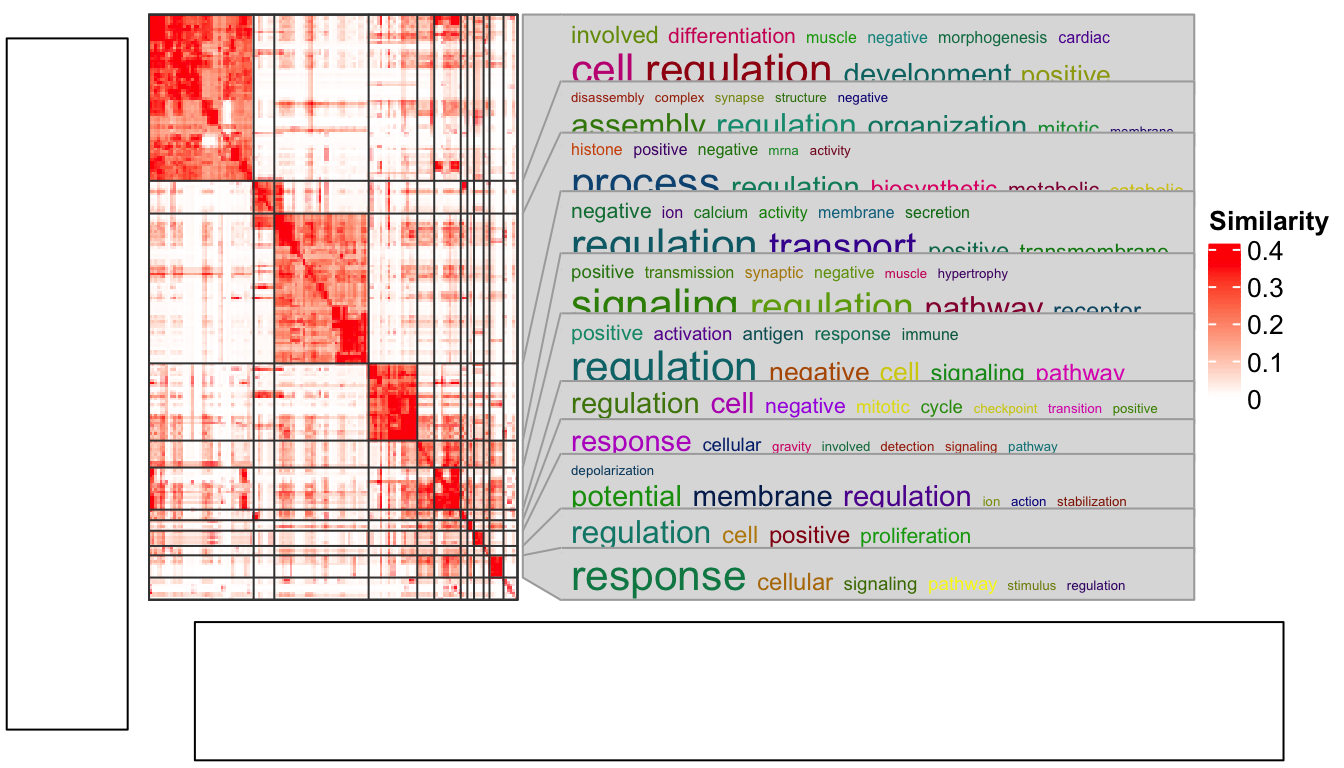 involved differentiation muscle negative morphogenesis cardiac
cell regulation development positive
disassembly complex synapse structure negative
assembly regulation organization mitotic membrane
histone positive negative mrna activity
process regulation biosynthetic metabolic catabolic
negative ion calcium activity membrane secretion
regulation transport positive transmembrane
positive transmission synaptic negative muscle hypertrophy
signaling regulation pathway receptor
positive activation antigen response immune
regulation negative cell signaling pathway
regulation cell negative mitotic cycle checkpoint transition positive
response cellular gravity involved detection signaling pathway
depolarization
potential membrane regulation ion action stabilization
regulation cell positive proliferation
response cellular signaling pathway stimulus regulation
Similarity
0.4
0.3
0.2
0.1
0